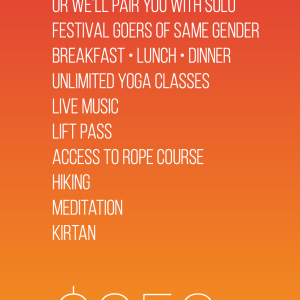 OR WE'LL PAIR YOU WITH SOLO
FESTIVAL GOERS OF SAME GENDER
BREAKFAST • LUNCH • DINNER
UNLIMITED YOGA CLASSES
LIVE MUSIC
LIFT PASS
ACCESS TO ROPE COURSE
HIKING
MEDITATION
KIRTAN